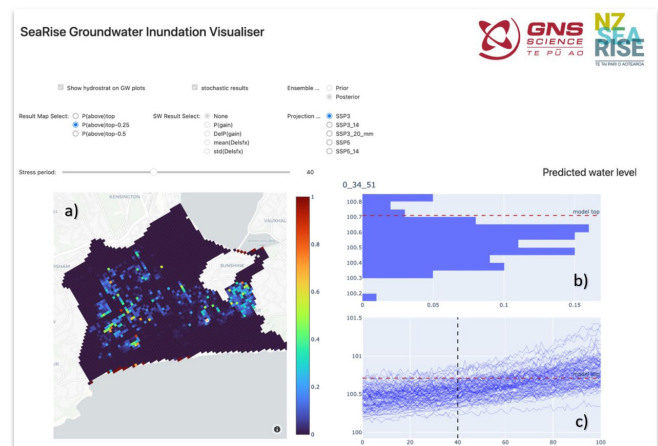 SeaRise Groundwater Inundation Visualiser
GNS
SCIENCE
TE PŪ AO
NZ
SEA
RISE
TE TAI PARI O AOTEAROA
Show hydrostrat on GW plots
stochastic results
Ensemble ...
Prior
Posterior
Result Map Select:
P(above)top
P(above)top-0.25
P(above)top-0.5
SW Result Select:
None
P(gain)
DelP(gain)
mean(Delsfx)
std(Delsfx)
Projection ...
SSP3
SSP3_14
SSP3_20_mm
SSP5
SSP5_14
Stress period:
40
Predicted water level
a)
KENSINGTON
VAUXHALL
SUNSHINE
1
0.8
0.6
0.4
0.2
0
0_34_51
100.8
100.7
100.6
100.5
100.4
100.3
100.2
model top
b)
0
0.05
0.1
0.15
101.5
101
100.5
100
model top
c)
0
20
40
60
80
100